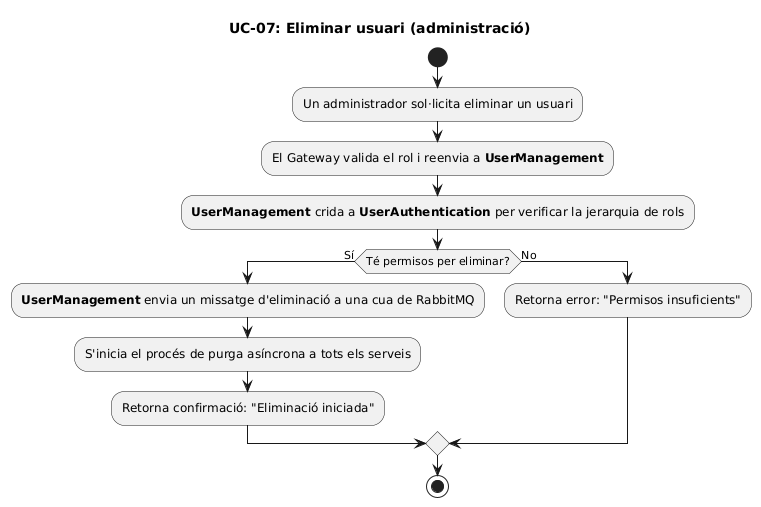 UC-07: Eliminar usuari (administració)
Un administrador sol·licita eliminar un usuari
El Gateway valida el rol i reenvia a UserManagement
UserManagement crida a UserAuthentication per verificar la jerarquia de rols
Sí
Té permisos per eliminar?
No
UserManagement envia un missatge d'eliminació a una cua de RabbitMQ
Retorna error: "Permisos insuficients"
S'inicia el procés de purga asíncrona a tots els serveis
Retorna confirmació: "Eliminació iniciada"